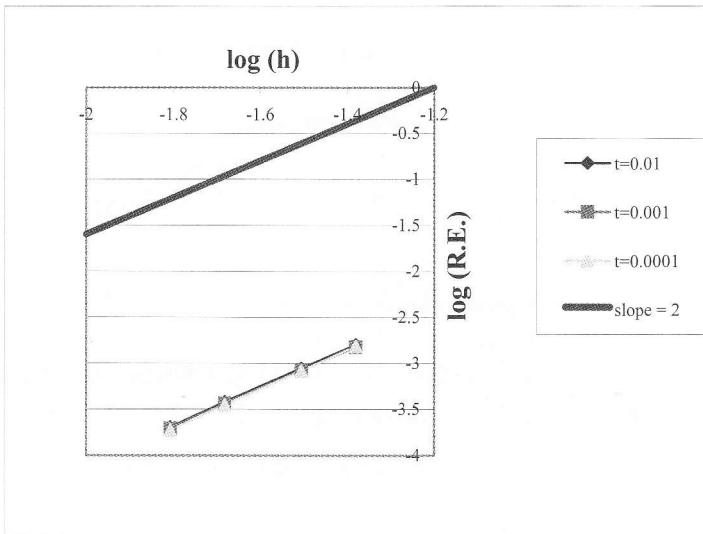 log (h)
-2 -1.8 -1.6 -1.4 -1.2
0
-0.5
-1
-1.5
-2
-2.5
-3
-3.5
-4
log (R.E.)
t=0.01
t=0.001
t=0.0001
slope = 2